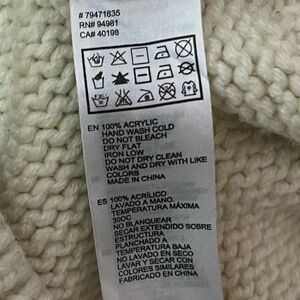 # 79471835
RN# 94981
CA# 40198
EN 100% ACRYLIC
HAND WASH COLD
DO NOT BLEACH
DRY FLAT
IRON LOW
DO NOT DRY CLEAN
WASH AND DRY WITH LIKE
COLORS
MADE IN CHINA
ES 100% ACRÍLICO
LAVADO A MANO.
TEMPERATURA MÁXIMA
30OC
NO BLANQUEAR
SECAR EXTENDIDO SOBRE
ESTRUCTURA
PLANCHADO A
TEMPERATURA BAJA
NO LAVADO EN SECO
LAVAR Y SECAR CON
COLORES SIMILARES
FABRICADO EN CHINA